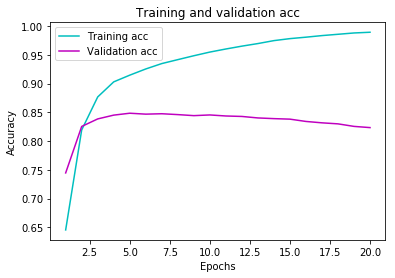 Training and validation acc
Training acc
Validation acc
1.00
0.95
0.90
0.85
0.80
0.75
0.70
0.65
Accuracy
2.5 5.0 7.5 10.0 12.5 15.0 17.5 20.0
Epochs